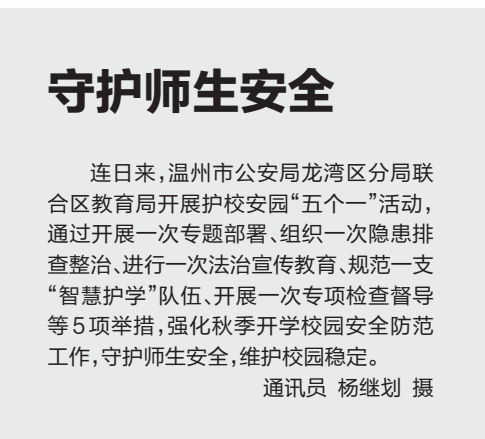 守护师生安全
连日来,温州市公安局龙湾区分局联
合区教育局开展护校安园“五个一”活动,
通过开展一次专题部署、组织一次隐患排
查整治、进行一次法治宣传教育、规范一支
“智慧护学”队伍、开展一次专项检查督导
等5项举措,强化秋季开学校园安全防范
工作,守护师生安全,维护校园稳定。
通讯员 杨继划 摄